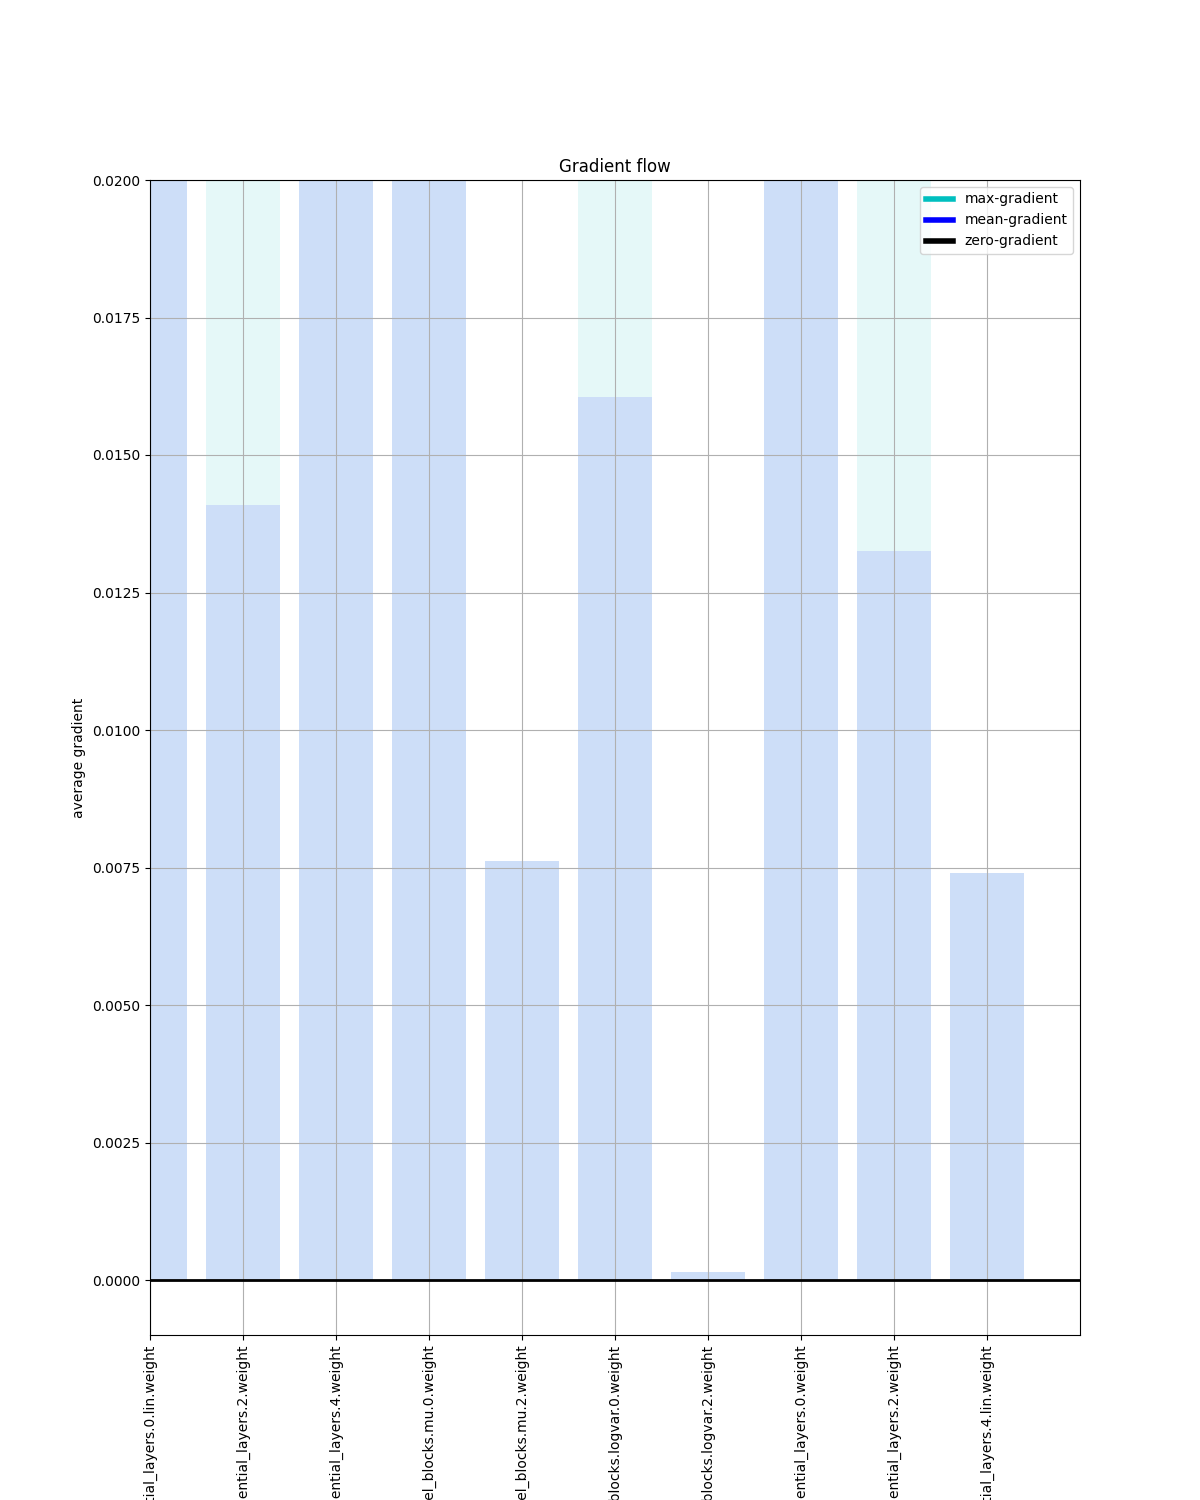 Gradient flow
max-gradient
mean-gradient
zero-gradient
0.0200
0.0175
0.0150
0.0125
0.0100
0.0075
0.0050
0.0025
0.0000
average gradient
tial_layers.0.lin.weight
ential_layers.2.weight
ential_layers.4.weight
el_blocks.mu.0.weight
el_blocks.mu.2.weight
blocks.logvar.0.weight
blocks.logvar.2.weight
ential_layers.0.weight
ential_layers.2.weight
tial_layers.4.lin.weight